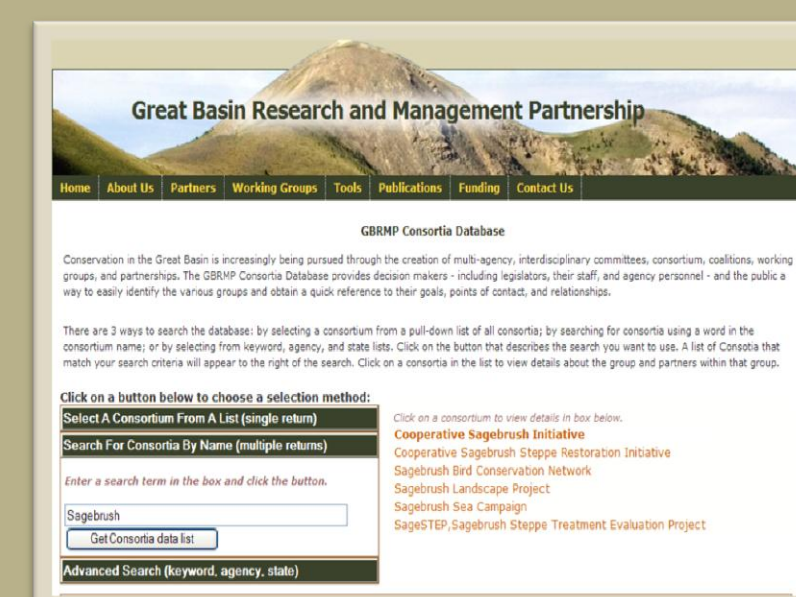 Great Basin Research and Management Partnership
Home About Us Partners Working Groups Tools Publications Funding Contact Us
GBRMP Consortia Database
Conservation in the Great Basin is increasingly being pursued through the creation of multi-agency, interdisciplinary committees, consortium, coalitions, working
groups, and partnerships. The GBRMP Consortia Database provides decision makers - including legislators, their staff, and agency personnel - and the public a
way to easily identify the various groups and obtain a quick reference to their goals, points of contact, and relationships.
There are 3 ways to search the database: by selecting a consortium from a pull-down list of all consortia; by searching for consortia using a word in the
consortium name; or by selecting from keyword, agency, and state lists. Click on the button that describes the search you want to use. A list of Consotia that
match your search criteria will appear to the right of the search. Click on a consortia in the list to view details about the group and partners within that group.
Click on a button below to choose a selection method:
Select A Consortium From A List (single return)
Search For Consortia By Name (multiple returns)
Enter a search term in the box and click the button.
Sagebrush
Get Consortia data list
Advanced Search (keyword, agency, state)
Click on a consortium to view details in box below.
Cooperative Sagebrush Initiative
Cooperative Sagebrush Steppe Restoration Initiative
Sagebrush Bird Conservation Network
Sagebrush Landscape Project
Sagebrush Sea Campaign
SageSTEP,Sagebrush Steppe Treatment Evaluation Project